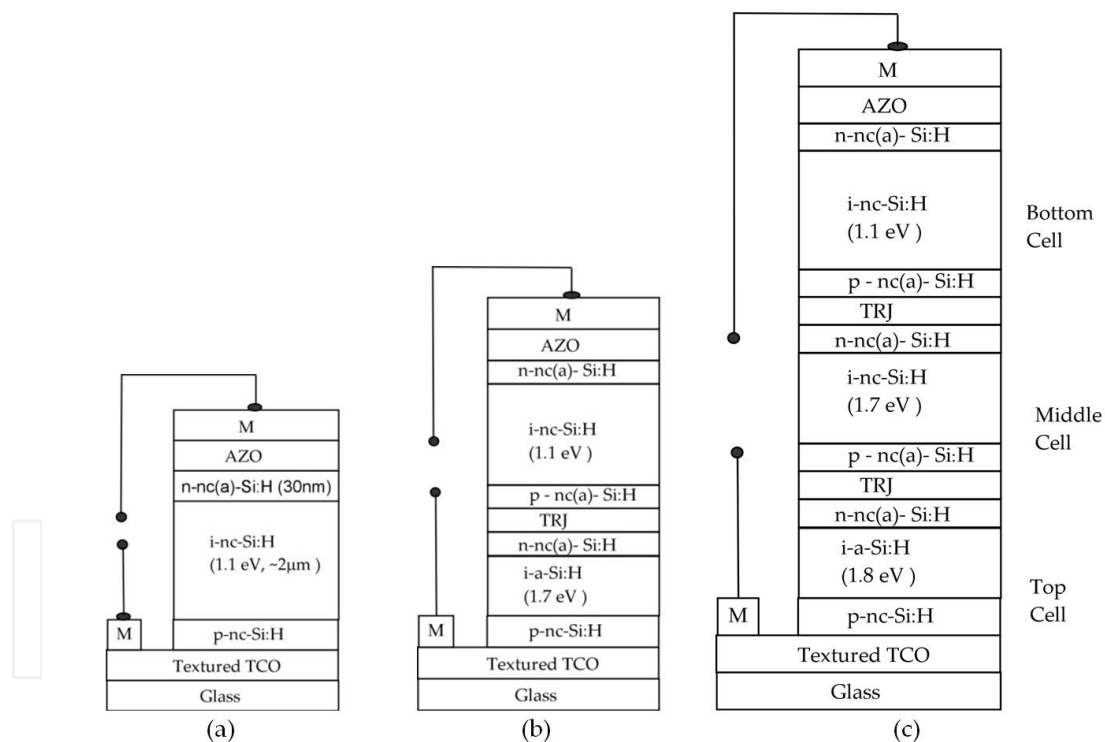 M
AZO
n-nc(a)-Si:H (30nm)
i-nc-Si:H
(1.1 eV, ~2μm )
M
p-nc-Si:H
Textured TCO
Glass
(a)
M
AZO
n-nc(a)- Si:H
i-nc-Si:H
(1.1 eV )
p - nc(a)- Si:H
TRJ
n-nc(a)- Si:H
i-a-Si:H
(1.7 eV )
M
p-nc-Si:H
Textured TCO
Glass
(b)
M
AZO
n-nc(a)- Si:H
i-nc-Si:H
(1.1 eV )
Bottom
Cell
p - nc(a)- Si:H
TRJ
n-nc(a)- Si:H
i-nc-Si:H
(1.7 eV )
Middle
Cell
p - nc(a)- Si:H
TRJ
n-nc(a)- Si:H
i-a-Si:H
(1.8 eV )
Top
Cell
M
p-nc-Si:H
Textured TCO
Glass
(c)